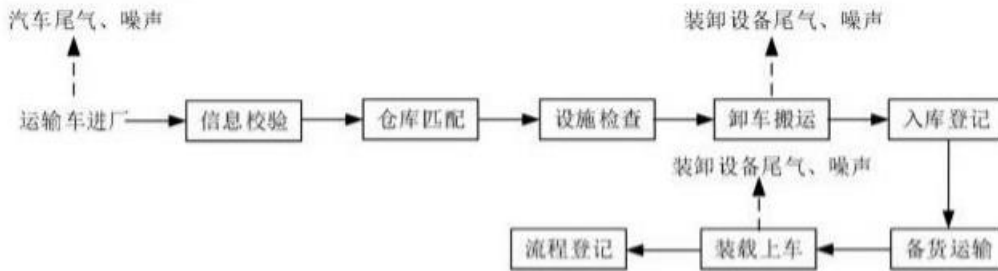 汽车尾气、噪声
装卸设备尾气、噪声
运输车进厂
信息校验
仓库匹配
设施检查
卸车搬运
入库登记
装卸设备尾气、噪声
流程登记
装载上车
备货运输